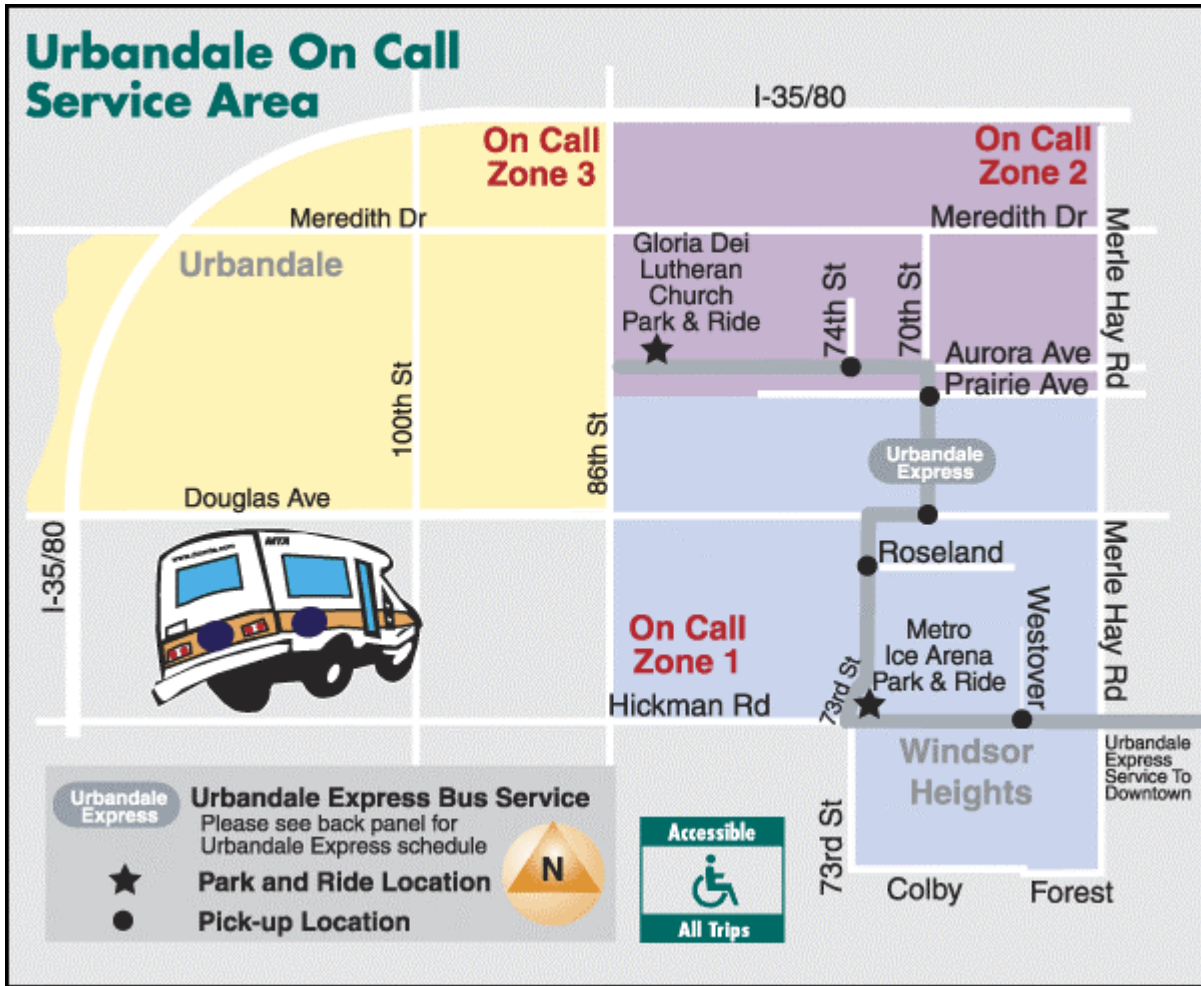 Urbandale On Call
Service Area
I-35/80
On Call
Zone 3
On Call
Zone 2
Meredith Dr
Meredith Dr
Urbandale
Gloria Dei
Lutheran
Church
Park & Ride
74th St
70th St
Merle Hay Rd
Aurora Ave
Prairie Ave
100th St
86th St
Urbandale
Express
Douglas Ave
I-35/80
MTA
Roseland
Merle Hay Rd
On Call
Zone 1
Metro
Ice Arena
Park & Ride
Westover
73rd St
Hickman Rd
Windsor
Heights
Urbandale
Express
Service To
Downtown
73rd St
Colby
Forest
Urbandale
Express
Urbandale Express Bus Service
Please see back panel for
Urbandale Express schedule
Park and Ride Location
Pick-up Location
N
Accessible
All Trips